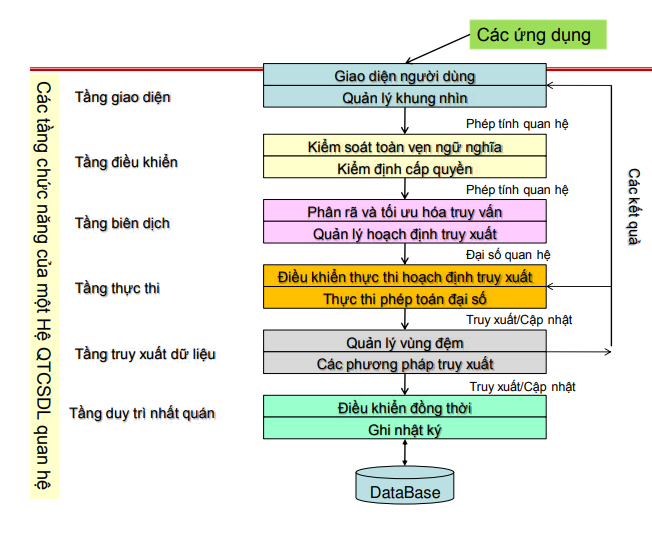 Các ứng dụng
Các tầng chức năng của một Hệ QTCSDL quan hệ
Giao diện người dùng
Tầng giao diện
Quản lý khung nhìn
Phép tính quan hệ
Kiểm soát toàn vẹn ngữ nghĩa
Tầng điều khiển
Kiểm định cấp quyền
Phép tính quan hệ
Các kết quả
Phân rã và tối ưu hóa truy vấn
Tầng biên dịch
Quản lý hoạch định truy xuất
Đại số quan hệ
Điều khiển thực thi hoạch định truy xuất
Tầng thực thi
Thực thi phép toán đại số
Truy xuất/Cập nhật
Quản lý vùng đệm
Tầng truy xuất dữ liệu
Các phương pháp truy xuất
Truy xuất/Cập nhật
Điều khiển đồng thời
Tầng duy trì nhất quán
Ghi nhật ký
DataBase